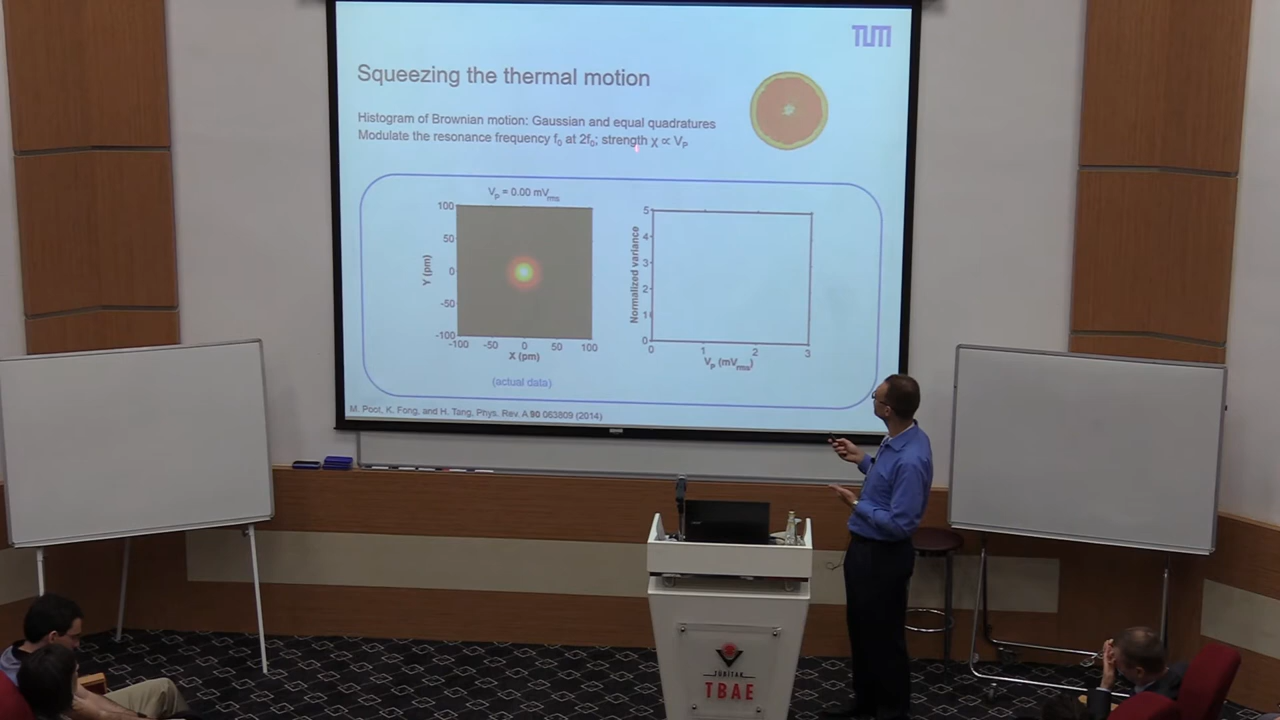 TUM
Squeezing the thermal motion
Histogram of Brownian motion: Gaussian and equal quadratures
Modulate the resonance frequency f₀ at 2f₀; strength χ ∝ Vₚ
Vₚ = 0.00 mVrms
100
50
0
-50
-100
Y (pm)
-100 -50 0 50 100
X (pm)
(actual data)
5
4
3
2
1
0
Normalized variance
0 1 2 3
Vₚ (mVrms)
M. Poot, K. Fong, and H. Tang, Phys. Rev. A 90 063809 (2014)
TÜBİTAK
TBAE